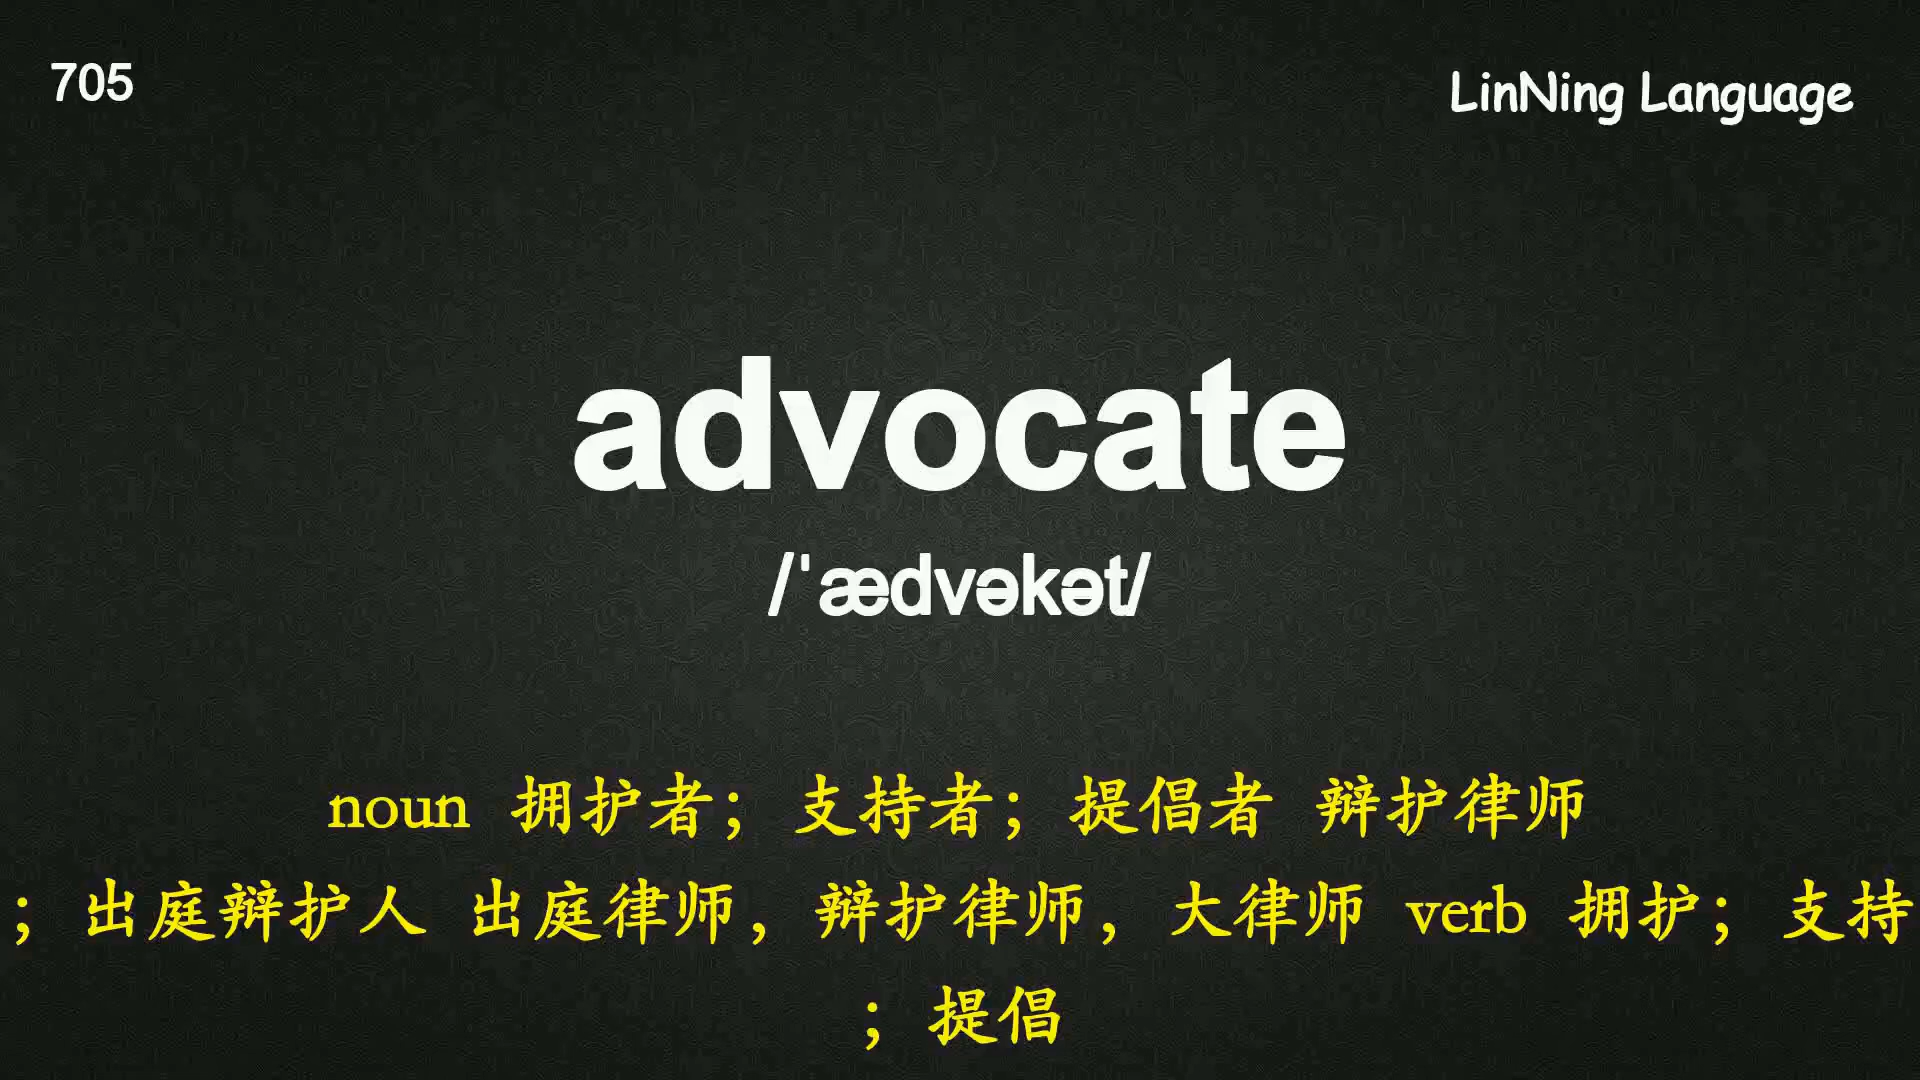 705
LinNing Language
advocate
/ˈædvəkət/
noun 拥护者；支持者；提倡者 辩护律师
；出庭辩护人 出庭律师，辩护律师，大律师 verb 拥护；支持
；提倡